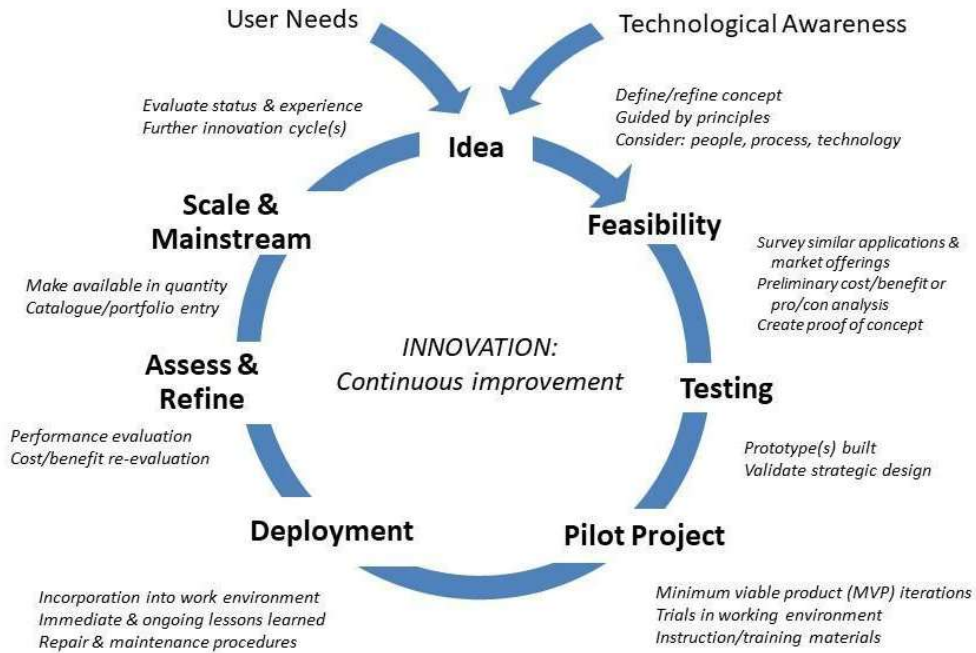 User Needs
Technological Awareness
Evaluate status & experience
Further innovation cycle(s)
Define/refine concept
Guided by principles
Consider: people, process, technology
Idea
Scale &
Mainstream
Feasibility
Survey similar applications &
market offerings
Preliminary cost/benefit or
pro/con analysis
Create proof of concept
Make available in quantity
Catalogue/portfolio entry
INNOVATION:
Continuous improvement
Assess &
Refine
Testing
Performance evaluation
Cost/benefit re-evaluation
Prototype(s) built
Validate strategic design
Deployment
Pilot Project
Incorporation into work environment
Immediate & ongoing lessons learned
Repair & maintenance procedures
Minimum viable product (MVP) iterations
Trials in working environment
Instruction/training materials